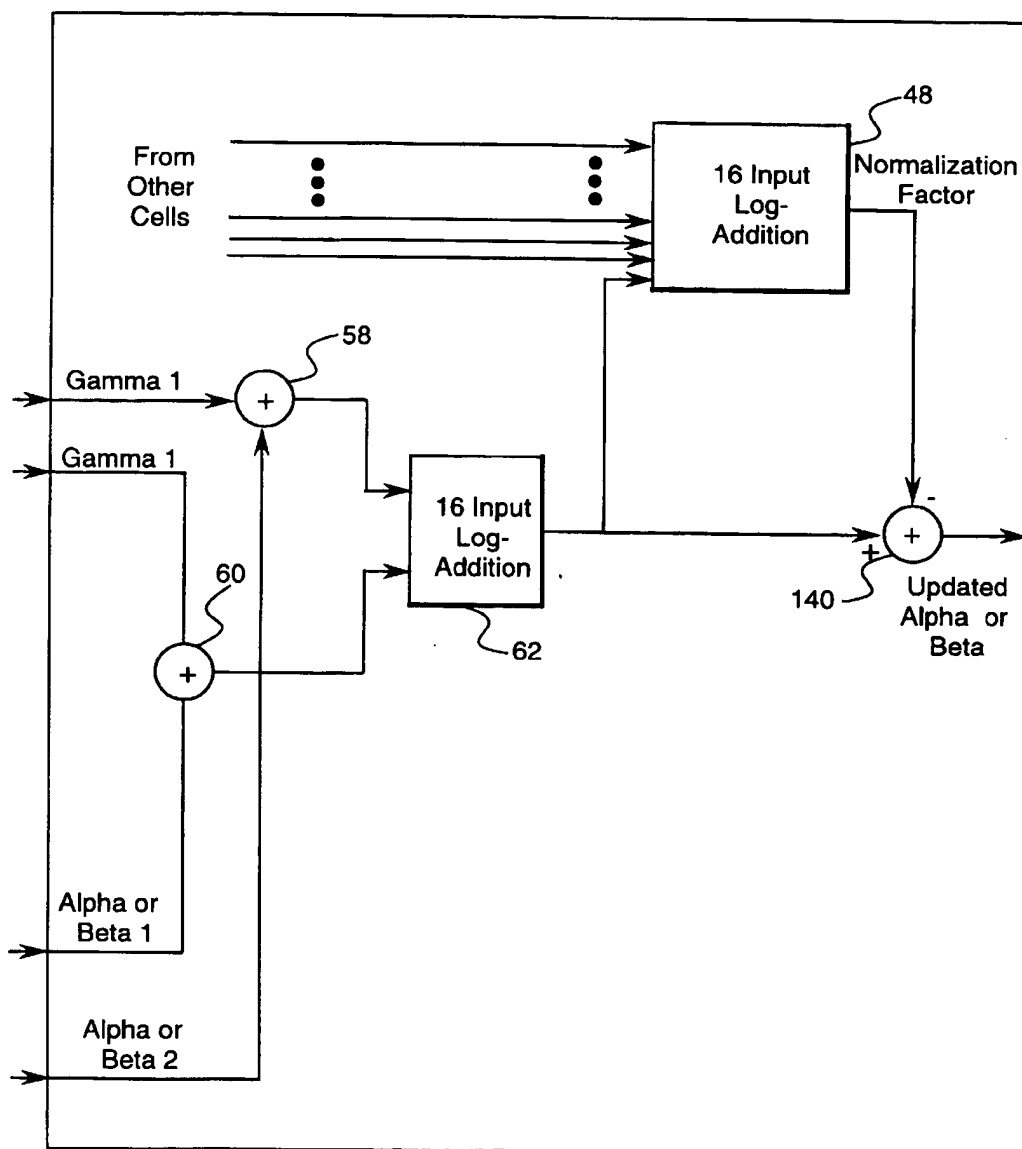 48
From
Other
Cells
16 Input
Log-
Addition
Normalization
Factor
58
Gamma 1
+
Gamma 1
16 Input
Log-
Addition
-
+
+
60
+
140
Updated
Alpha or
Beta
62
Alpha or
Beta 1
Alpha or
Beta 2